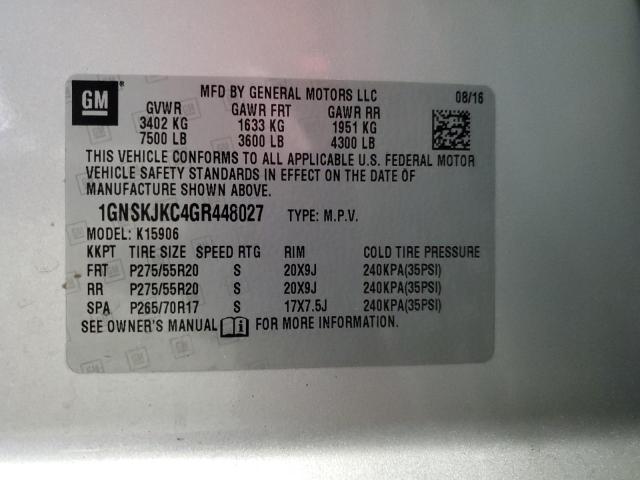 GM
MFD BY GENERAL MOTORS LLC 08/16
GVWR GAWR FRT GAWR RR
3402 KG 1633 KG 1951 KG
7500 LB 3600 LB 4300 LB
THIS VEHICLE CONFORMS TO ALL APPLICABLE U.S. FEDERAL MOTOR
VEHICLE SAFETY STANDARDS IN EFFECT ON THE DATE OF
MANUFACTURE SHOWN ABOVE.
1GNSKJKC4GR448027 TYPE: M.P.V.
MODEL: K15906
KKPT TIRE SIZE SPEED RTG RIM COLD TIRE PRESSURE
FRT P275/55R20 S 20X9J 240KPA(35PSI)
RR P275/55R20 S 20X9J 240KPA(35PSI)
SPA P265/70R17 S 17X7.5J 240KPA(35PSI)
SEE OWNER'S MANUAL i FOR MORE INFORMATION.